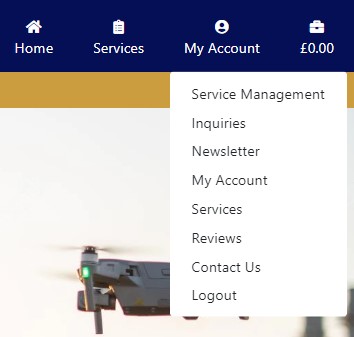 Home Services My Account £0.00
Service Management
Inquiries
Newsletter
My Account
Services
Reviews
Contact Us
Logout